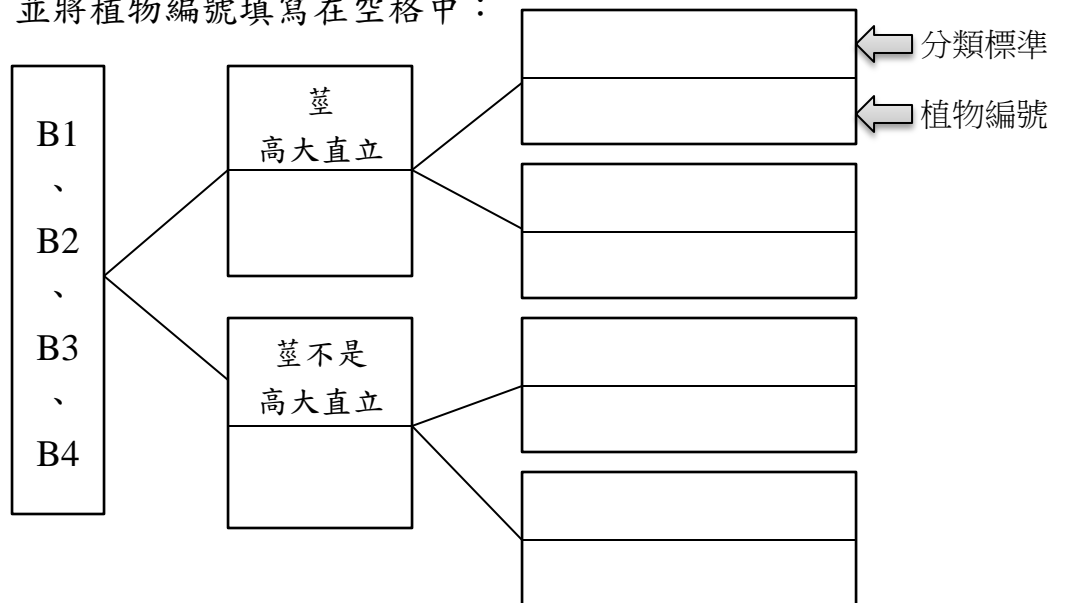 並將植物編號填寫在空格中：
分類標準
植物編號
B1
、
B2
、
B3
、
B4
莖
高大直立
莖不是
高大直立